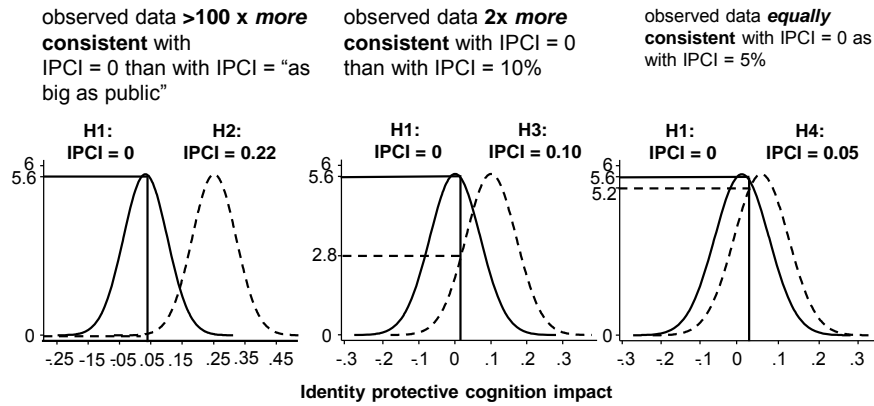 observed data >100 x more
consistent with
IPCI = 0 than with IPCI = “as
big as public”
observed data 2x more
consistent with IPCI = 0
than with IPCI = 10%
observed data equally
consistent with IPCI = 0 as
with IPCI = 5%
H1:
IPCI = 0
H2:
IPCI = 0.22
6
5.6
0
-.25 -.15 -.05 .05 .15 .25 .35 .45
H1:
IPCI = 0
H3:
IPCI = 0.10
6
5.6
2.8
0
-.3 -.2 -.1 0 .1 .2 .3
H1:
IPCI = 0
H4:
IPCI = 0.05
6
5.6
5.2
0
-.3 -.2 -.1 0 .1 .2 .3
Identity protective cognition impact